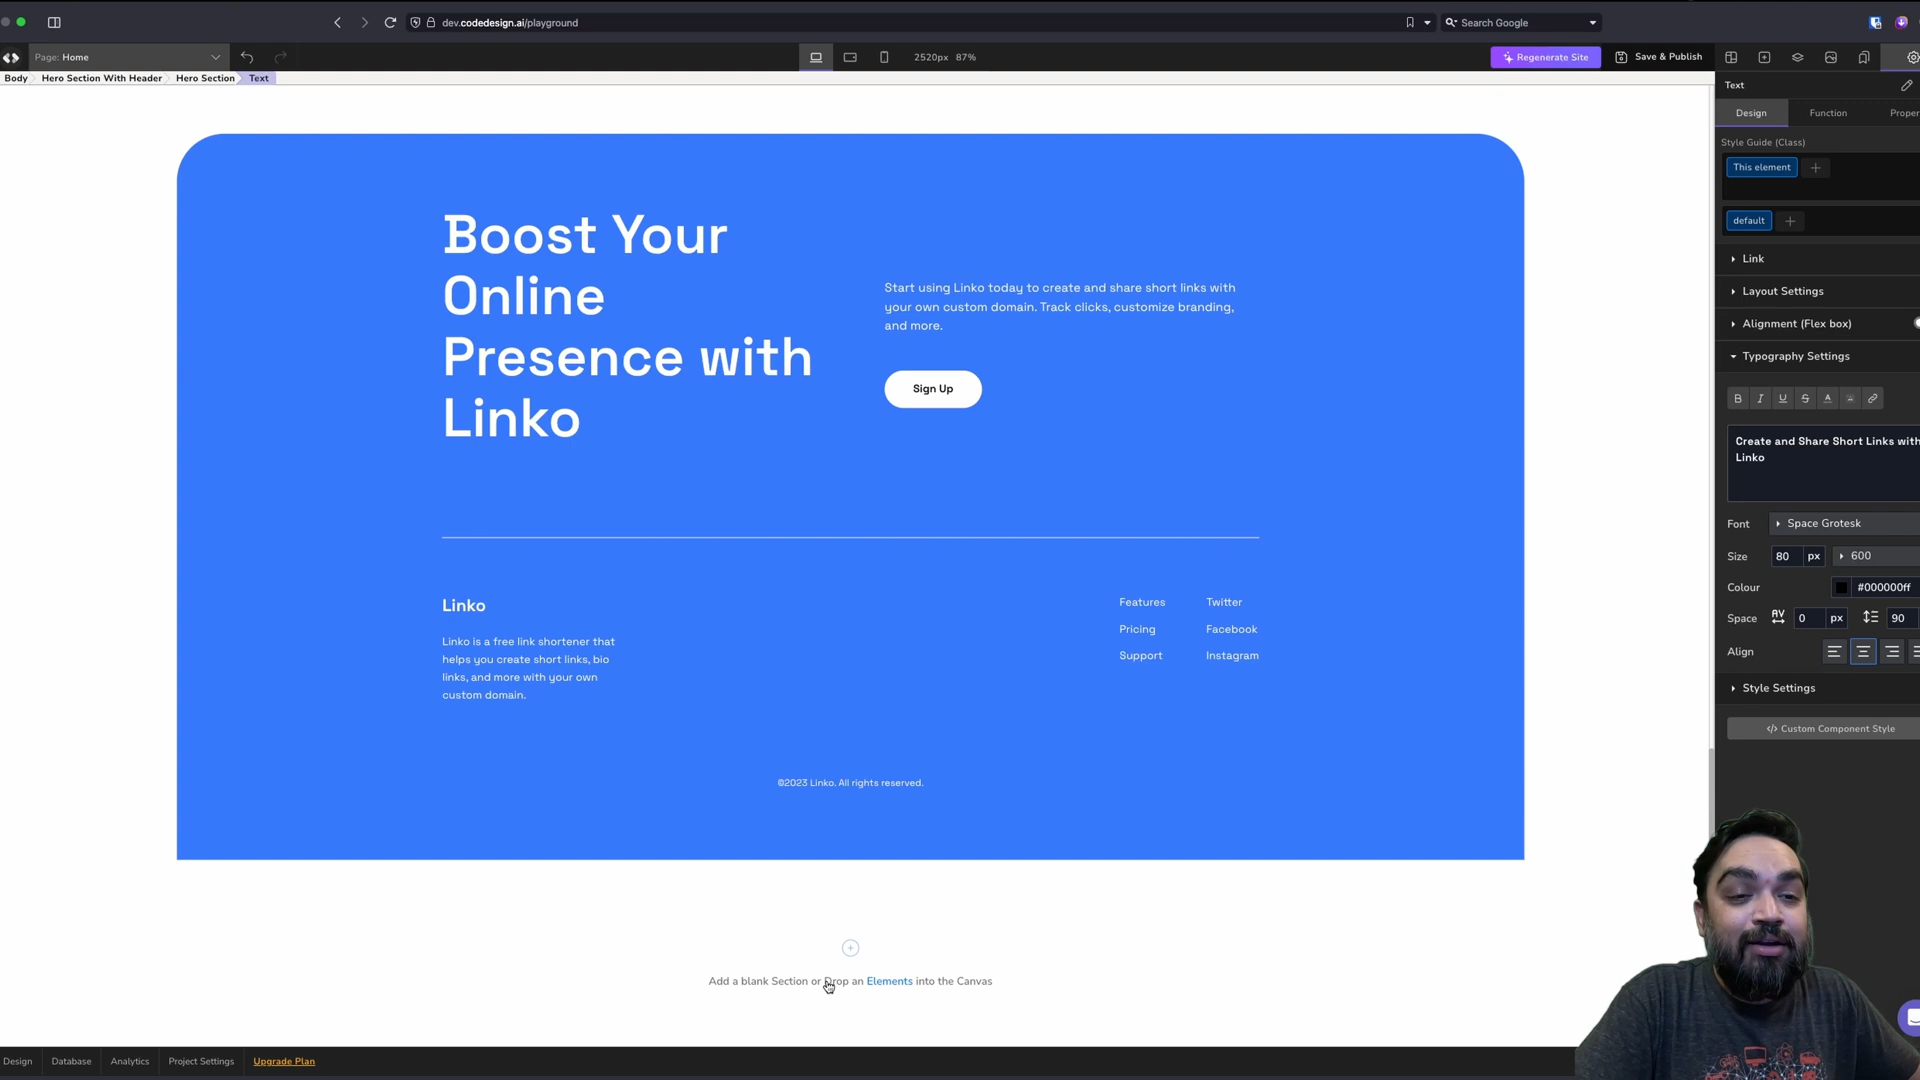 dev.codedesign.ai/playground
Search Google
Page: Home
2520px 87%
Regenerate Site
Save & Publish
Body
Hero Section With Header
Hero Section
Text
Text
Design
Function
Proper
Style Guide (Class)
This element
default
Link
Layout Settings
Alignment (Flex box)
Typography Settings
B I U S A
Create and Share Short Links with
Linko
Font
Space Grotesk
Size
80 px
600
Colour
#000000ff
Space
AV
0 px
90
Align
Style Settings
</> Custom Component Style
Boost Your
Online
Presence with
Linko
Start using Linko today to create and share short links with
your own custom domain. Track clicks, customize branding,
and more.
Sign Up
Linko
Linko is a free link shortener that
helps you create short links, bio
links, and more with your own
custom domain.
Features
Pricing
Support
Twitter
Facebook
Instagram
©2023 Linko. All rights reserved.
Add a blank Section or Drop an Elements into the Canvas
Design
Database
Analytics
Project Settings
Upgrade Plan